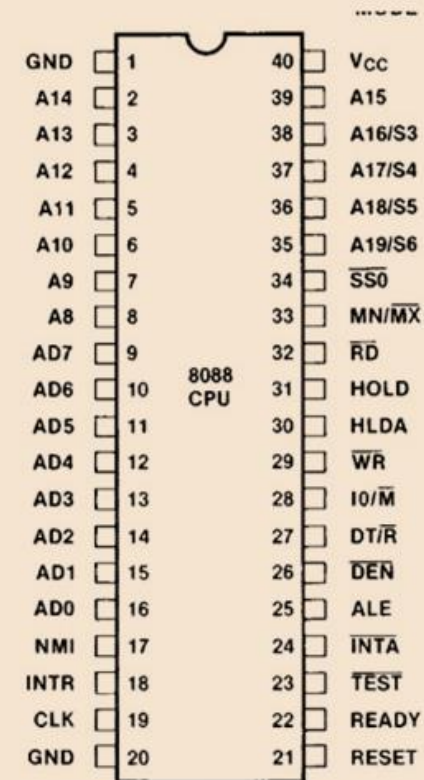 GND 1 40 VCC
A14 2 39 A15
A13 3 38 A16/S3
A12 4 37 A17/S4
A11 5 36 A18/S5
A10 6 35 A19/S6
A9 7 34 SS0
A8 8 33 MN/MX
AD7 9 32 RD
AD6 10 8088 31 HOLD
CPU
AD5 11 30 HLDA
AD4 12 29 WR
AD3 13 28 IO/M
AD2 14 27 DT/R
AD1 15 26 DEN
AD0 16 25 ALE
NMI 17 24 INTA
INTR 18 23 TEST
CLK 19 22 READY
GND 20 21 RESET